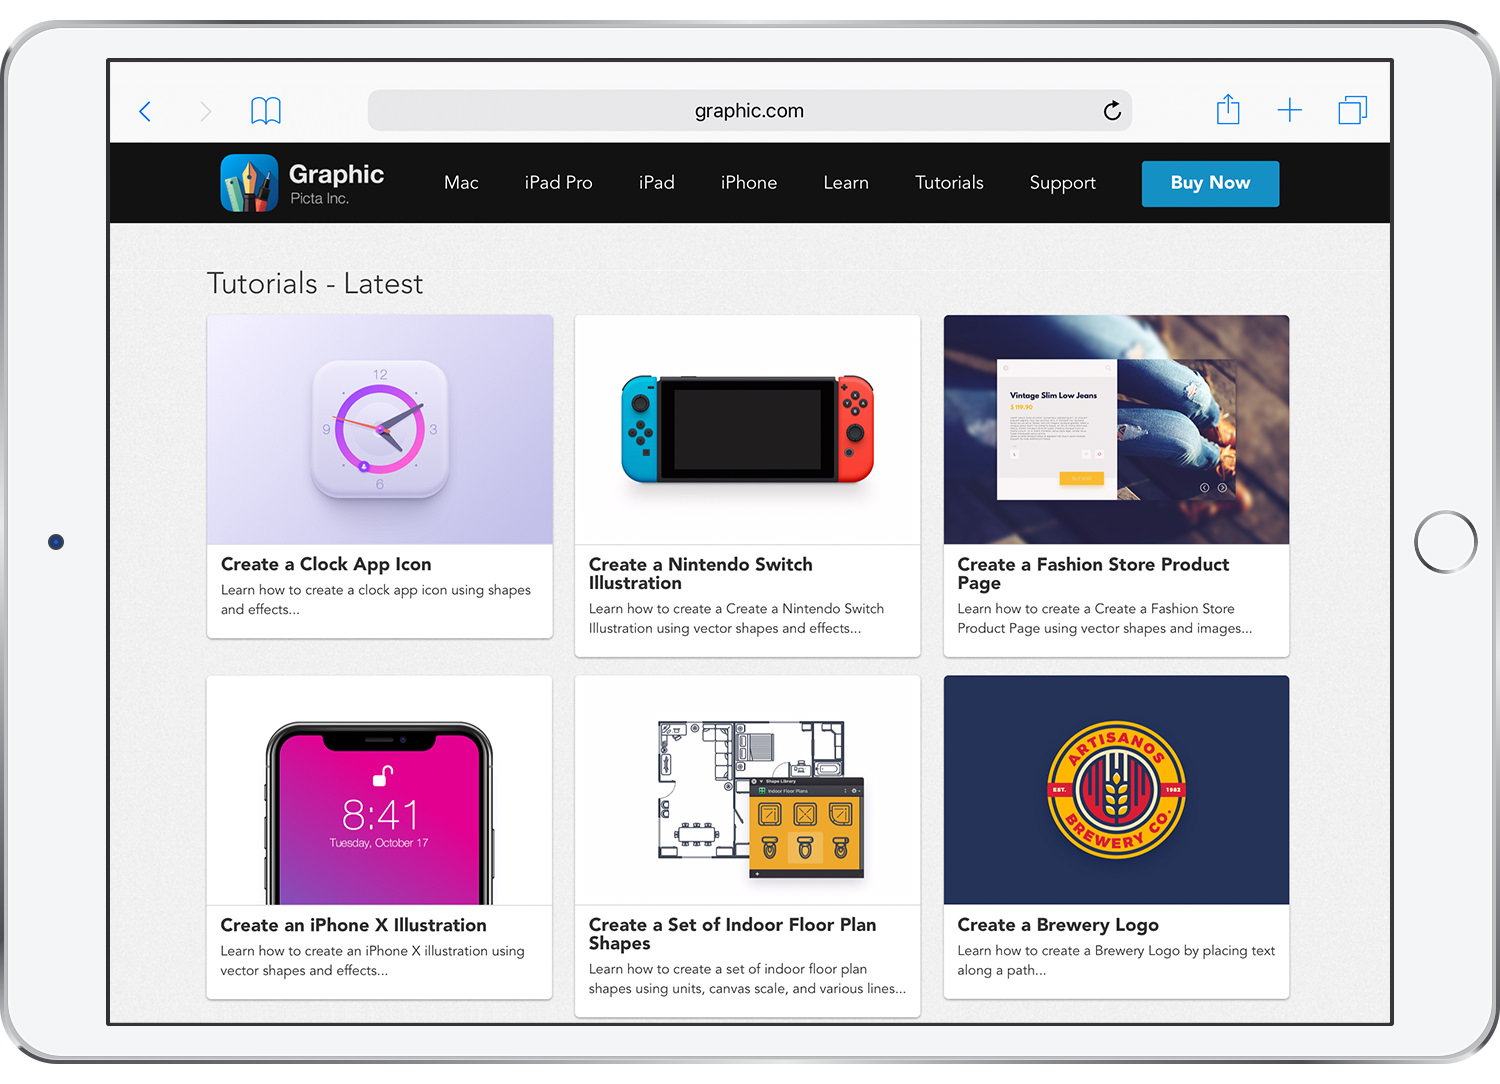 graphic.com
Graphic
Picta Inc.
Mac
iPad Pro
iPad
iPhone
Learn
Tutorials
Support
Buy Now
Tutorials - Latest
12
9
3
6
Create a Clock App Icon
Learn how to create a clock app icon using shapes
and effects...
Create a Nintendo Switch
Illustration
Learn how to create a Create a Nintendo Switch
Illustration using vector shapes and effects...
Vintage Slim Low Jeans
$ 119.90
Create a Fashion Store Product
Page
Learn how to create a Create a Fashion Store
Product Page using vector shapes and images...
8:41
Tuesday, October 17
Create an iPhone X Illustration
Learn how to create an iPhone X illustration using
vector shapes and effects...
Shape Library
Indoor Floor Plans
Create a Set of Indoor Floor Plan
Shapes
Learn how to create a set of indoor floor plan
shapes using units, canvas scale, and various lines...
ARTISANOS
EST.
1982
BREWERY CO.
Create a Brewery Logo
Learn how to create a Brewery Logo by placing text
along a path...